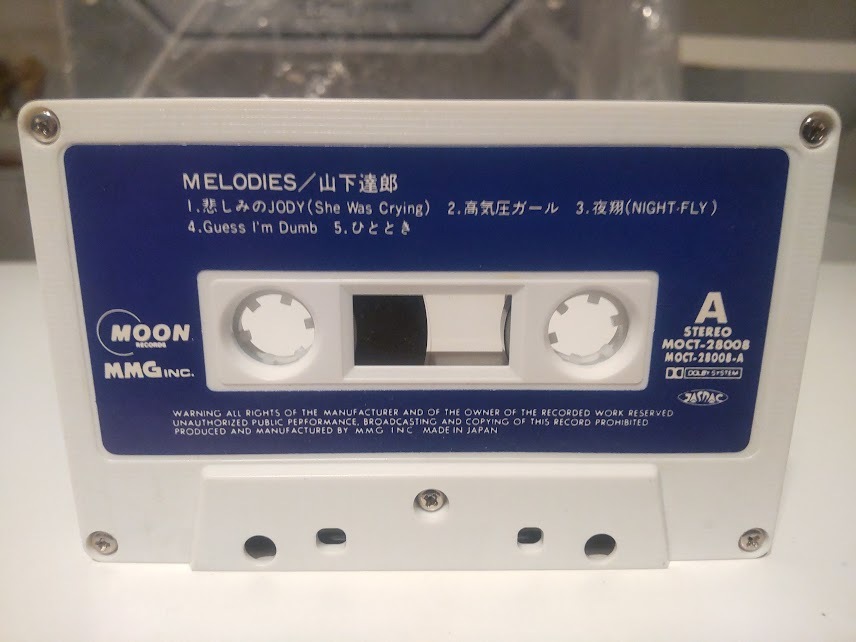 MELODIES／山下達郎
1.悲しみのJODY(She Was Crying) 2.高気圧ガール 3.夜翔(NIGHT-FLY)
4.Guess I'm Dumb 5.ひととき
MOON
RECORDS
MMG INC.
A
STEREO
MOCT-28008
MOCT-28008-A
DOLBY SYSTEM
JASRAC
WARNING ALL RIGHTS OF THE MANUFACTURER AND OF THE OWNER OF THE RECORDED WORK RESERVED
UNAUTHORIZED PUBLIC PERFORMANCE, BROADCASTING AND COPYING OF THIS RECORD PROHIBITED
PRODUCED AND MANUFACTURED BY MMG INC MADE IN JAPAN